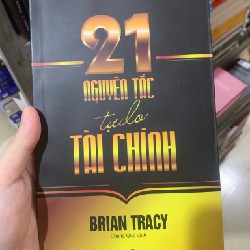 21
NGUYÊN TẮC
tự do
TÀI CHÍNH
BRIAN TRACY